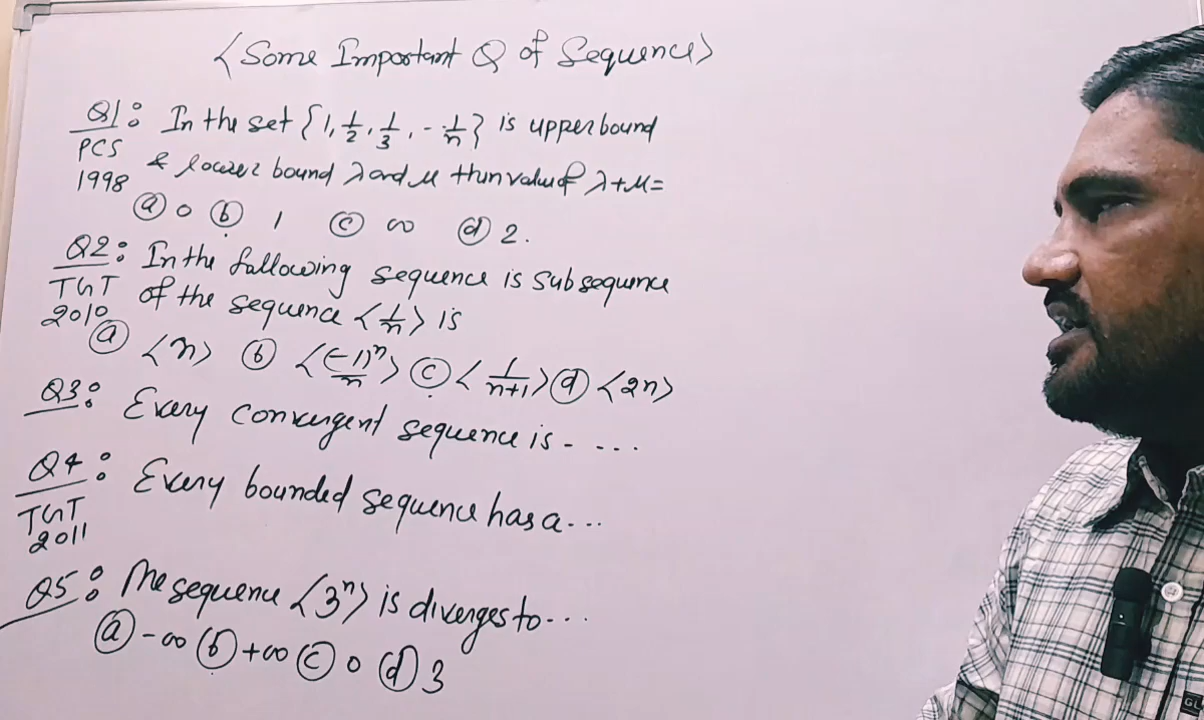 <Some Important Q of Sequence>
Q1: In the set {1, 1/2, 1/3, - - 1/n} is upper bound
PCS 1998 & lower bound λ and μ then value of λ+μ=
(a) 0 (b) 1 (c) ∞ (d) 2.
Q2: In the following sequence is subsequence
TGT 2010 of the sequence <1/n> is
(a) <n> (b) <(-1)^n/n> (c) <1/(n+1)> (d) <2n>
Q3: Every convergent sequence is - ....
Q4: Every bounded sequence has a ...
TGT 2011
Q5: The sequence <3^n> is diverges to ...
(a) -∞ (b) +∞ (c) 0 (d) 3